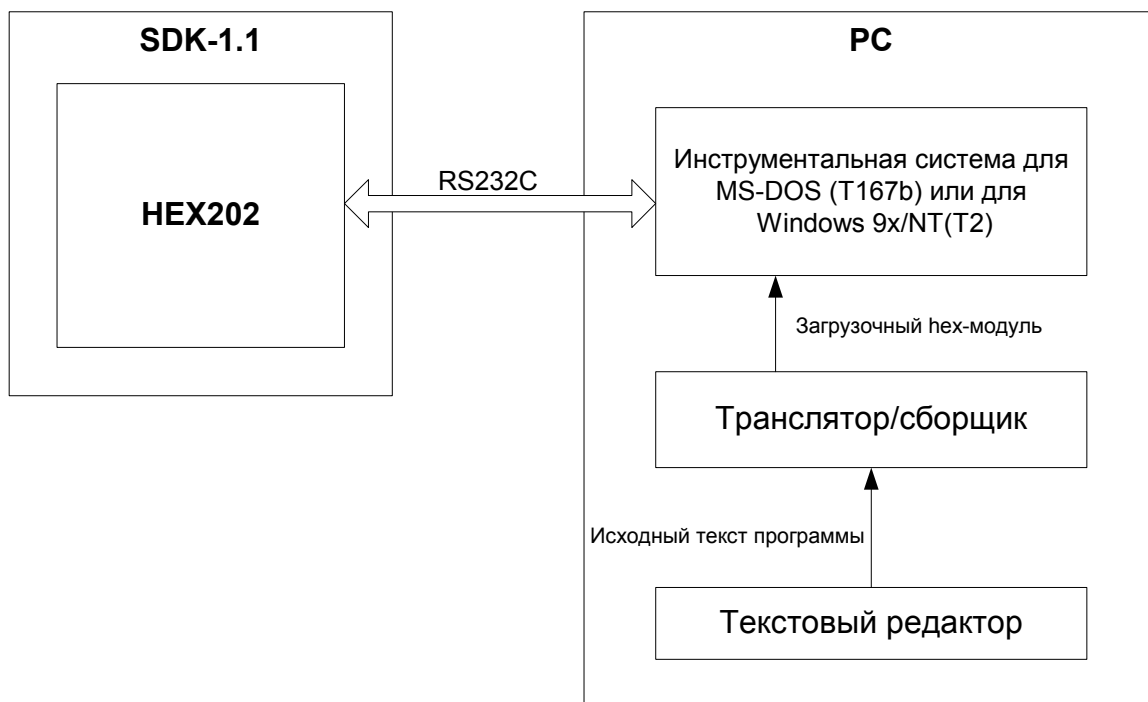 SDK-1.1
HEX202
RS232C
PC
Инструментальная система для
MS-DOS (T167b) или для
Windows 9x/NT(T2)
Загрузочный hex-модуль
Транслятор/сборщик
Исходный текст программы
Текстовый редактор